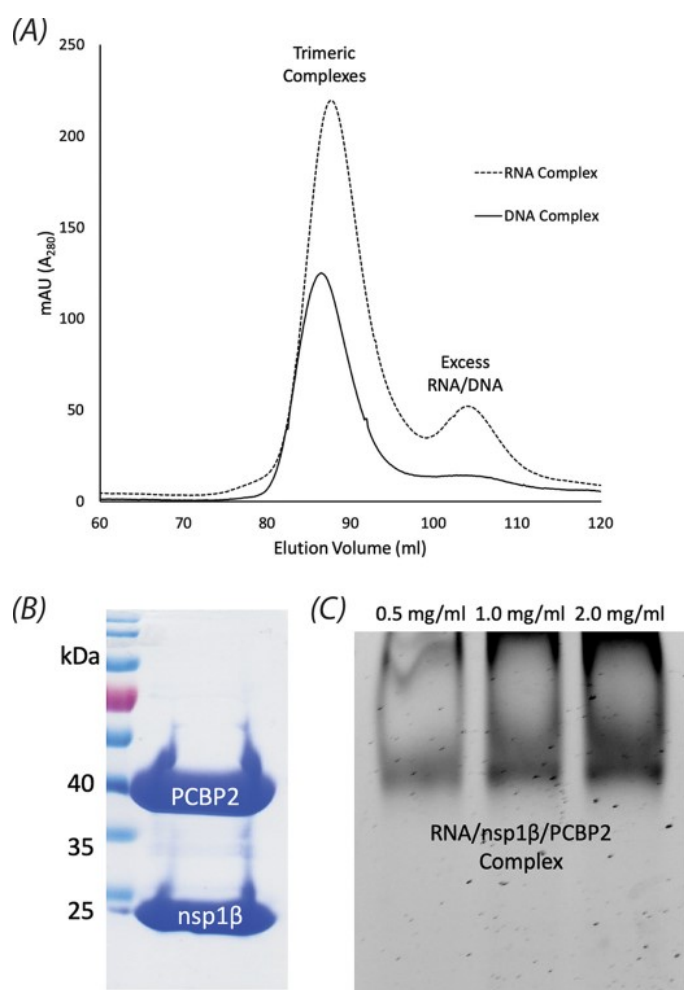 (A)
250
200
150
100
50
0
mAU (A280)
Trimeric
Complexes
RNA Complex
DNA Complex
Excess
RNA/DNA
60 70 80 90 100 110 120
Elution Volume (ml)
(B)
kDa
40
35
25
PCBP2
nsp1β
(C)
0.5 mg/ml 1.0 mg/ml 2.0 mg/ml
RNA/nsp1β/PCBP2
Complex